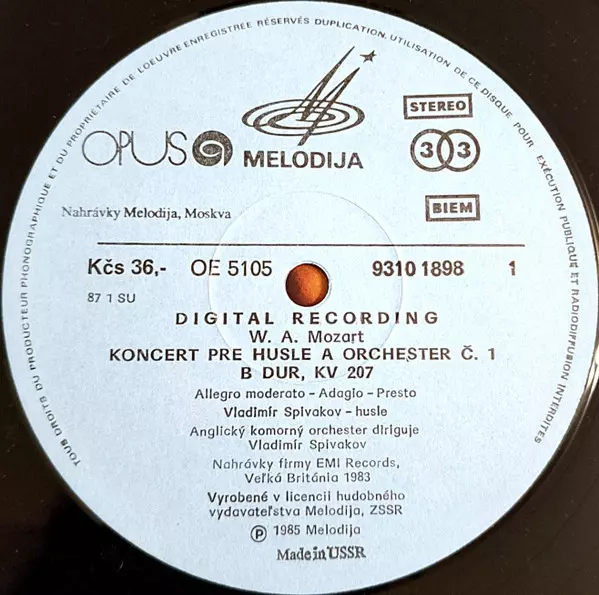 TOUS DROITS DU PRODUCTEUR PHONOGRAPHIQUE ET DU PROPRIÉTAIRE DE L'OEUVRE ENREGISTRÉE RÉSERVÉS DUPLICATION, UTILISATION DE CE DISQUE POUR EXÉCUTION PUBLIQUE ET RADIODIFFUSION INTERDITES
OPUS
MELODIJA
STEREO
33
BIEM
Nahrávky Melodija, Moskva
Kčs 36,- OE 5105 9310 1898 1
87 1 SU
DIGITAL RECORDING
W. A. Mozart
KONCERT PRE HUSLE A ORCHESTER Č. 1
B DUR, KV 207
Allegro moderato – Adagio – Presto
Vladimír Spivakov – husle
Anglický komorný orchester diriguje
Vladimír Spivakov
Nahrávky firmy EMI Records,
Veľká Británia 1983
Vyrobené v licencii hudobného
vydavateľstva Melodija, ZSSR
Ⓟ 1985 Melodija
Made in USSR